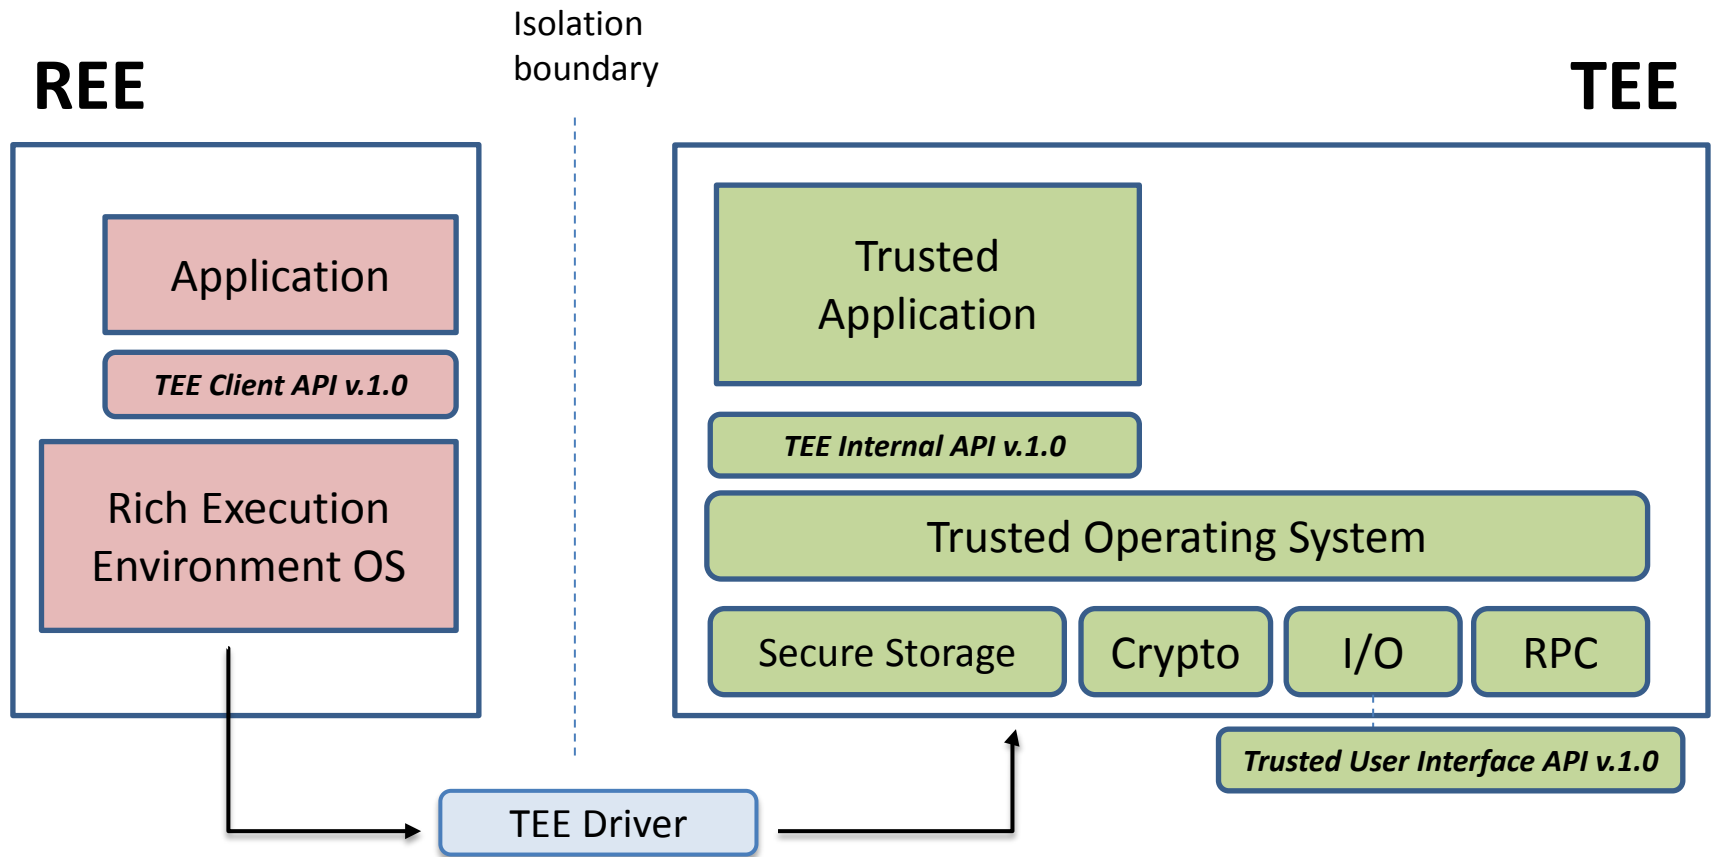 Isolation
boundary
REE
TEE
Application
TEE Client API v.1.0
Rich Execution
Environment OS
Trusted
Application
TEE Internal API v.1.0
Trusted Operating System
Secure Storage
Crypto
I/O
RPC
Trusted User Interface API v.1.0
TEE Driver